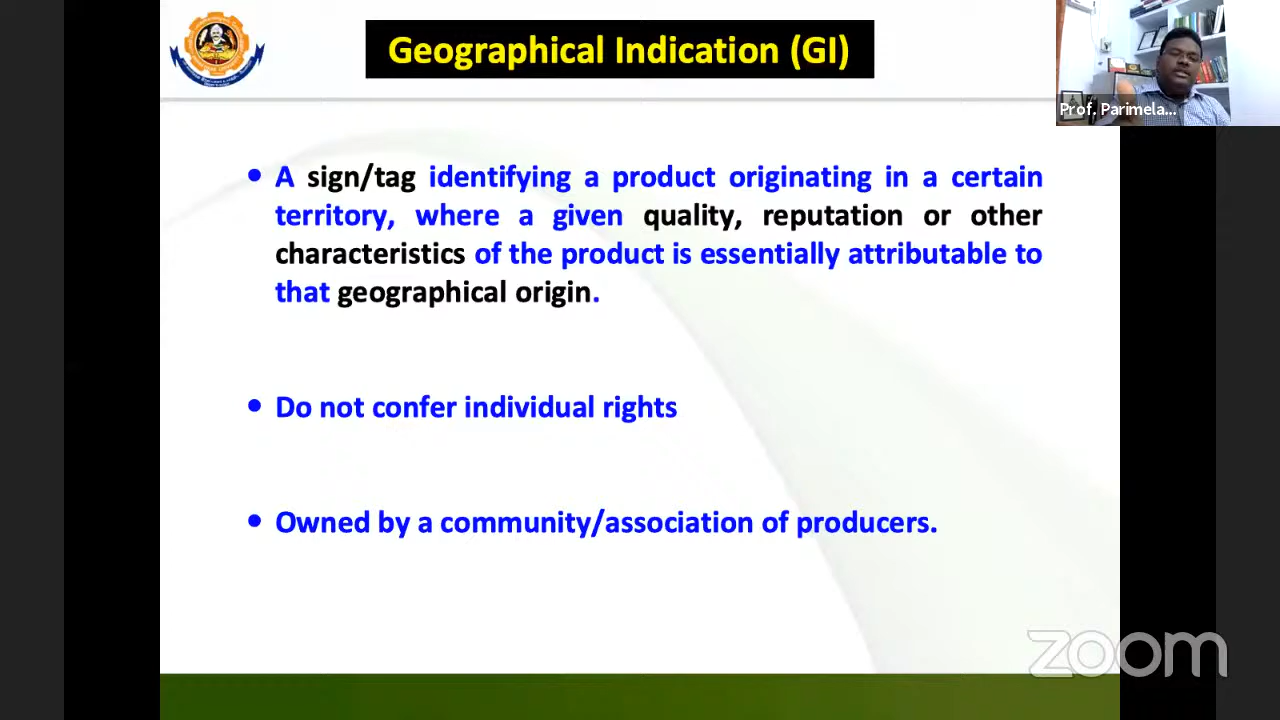 Geographical Indication (GI)
Prof. Parimela...
• A sign/tag identifying a product originating in a certain
territory, where a given quality, reputation or other
characteristics of the product is essentially attributable to
that geographical origin.
• Do not confer individual rights
• Owned by a community/association of producers.
zoom